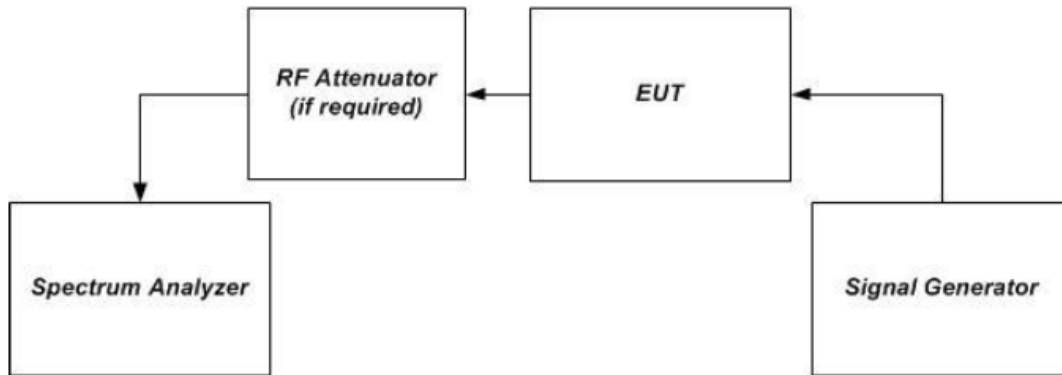 RF Attenuator
(if required)
EUT
Spectrum Analyzer
Signal Generator